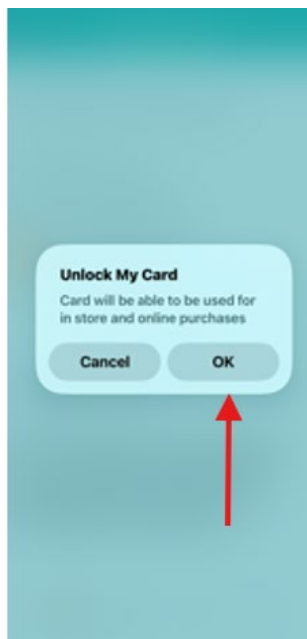 Unlock My Card
Card will be able to be used for
in store and online purchases
Cancel OK